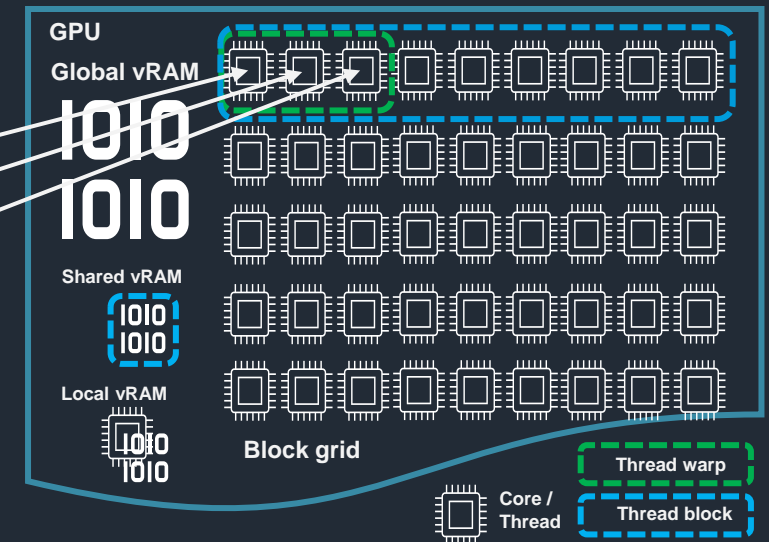 GPU
Global vRAM
1010
1010
Shared vRAM
1010
1010
Local vRAM
1010
1010
Block grid
Core /
Thread
Thread warp
Thread block